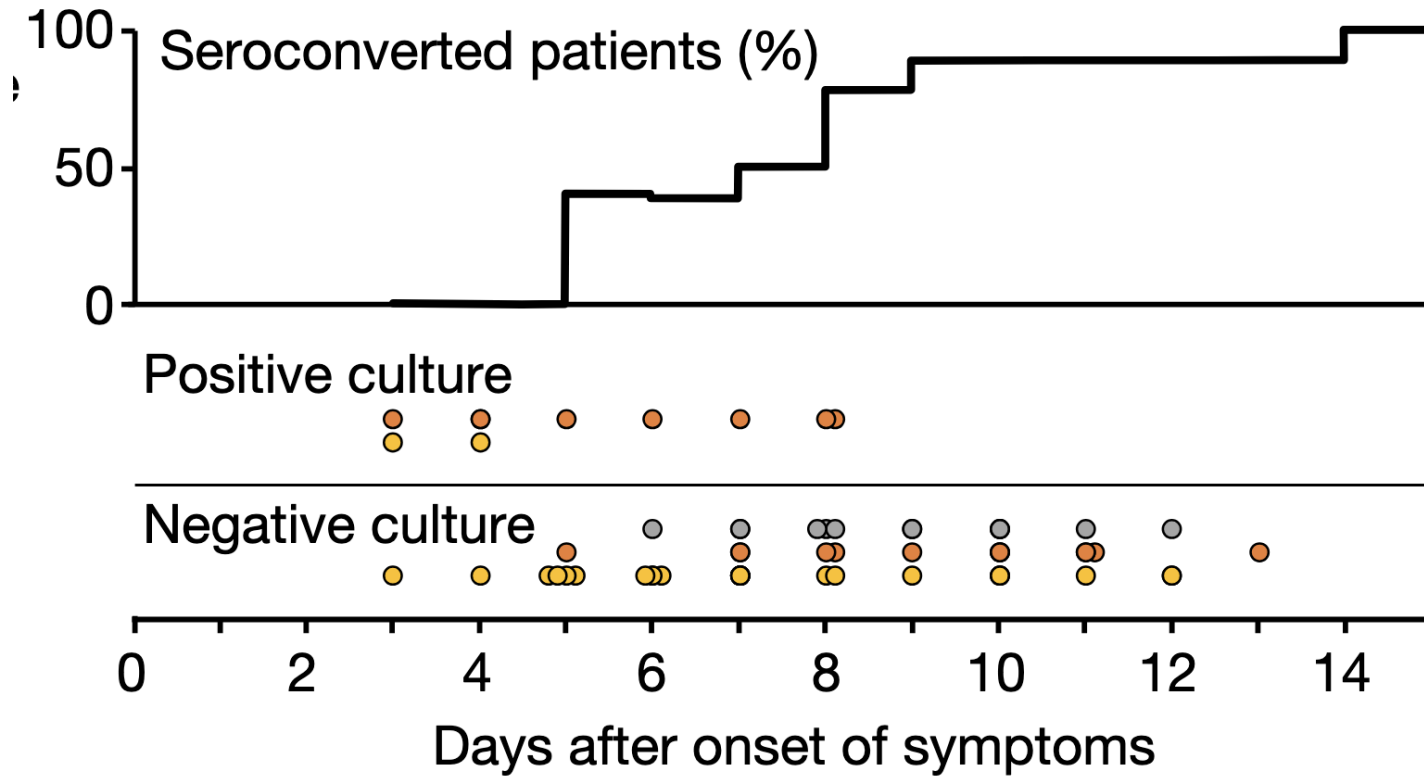 100
Seroconverted patients (%)
50
0
Positive culture
Negative culture
0 2 4 6 8 10 12 14
Days after onset of symptoms